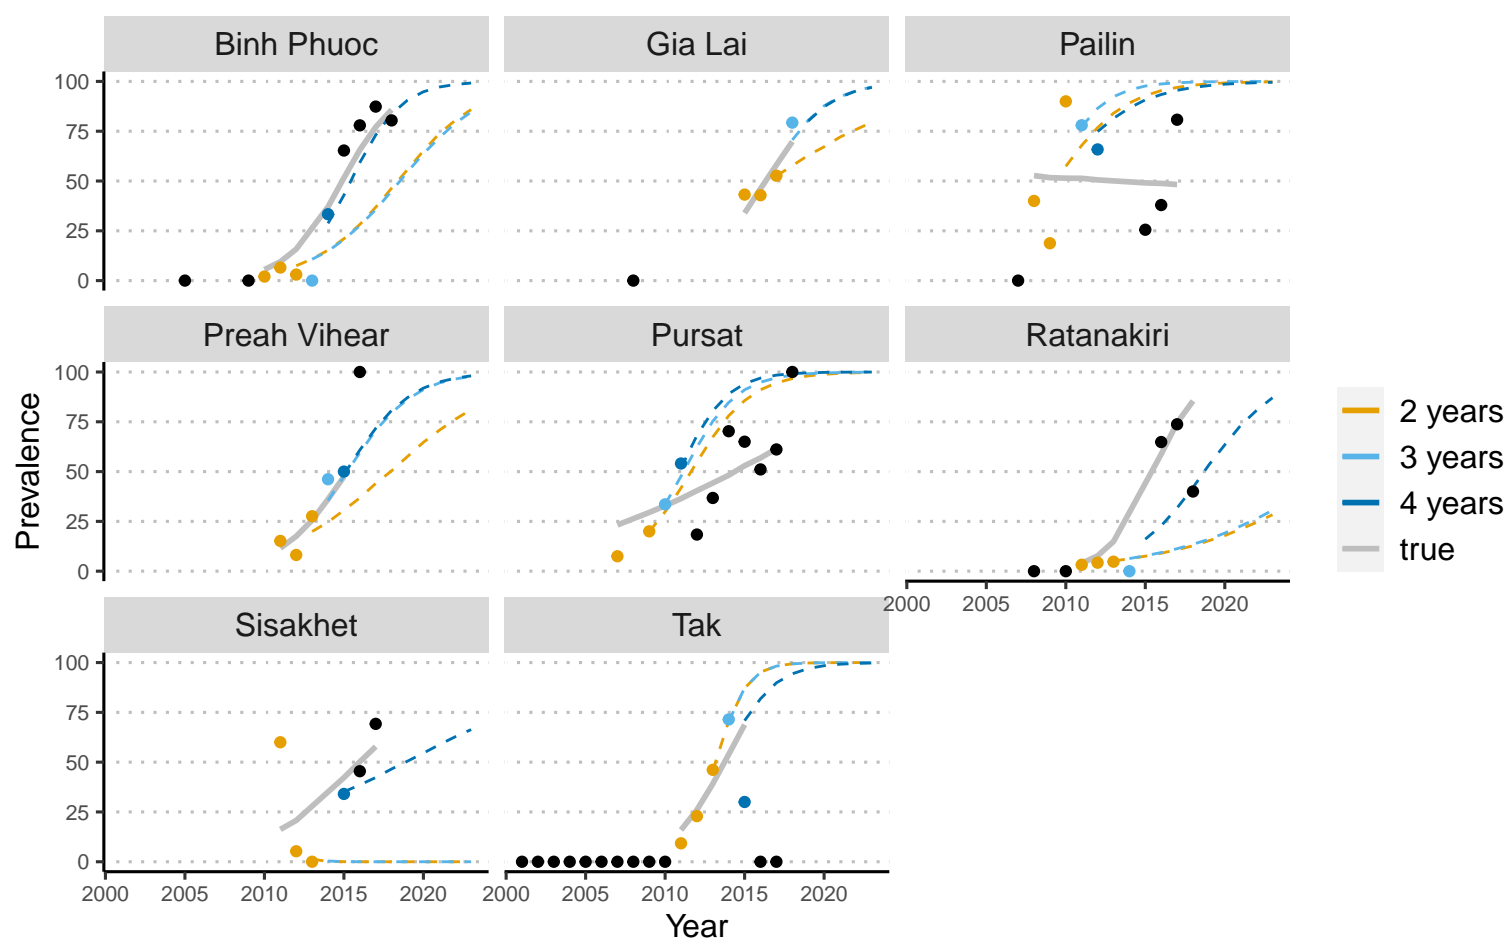 Binh Phuoc
Gia Lai
Pailin
100
75
50
25
0
Preah Vihear
Pursat
Ratanakiri
100
75
50
25
0
2000 2005 2010 2015 2020
Sisakhet
Tak
100
75
50
25
0
2000 2005 2010 2015 2020
2000 2005 2010 2015 2020
Year
Prevalence
2 years
3 years
4 years
true